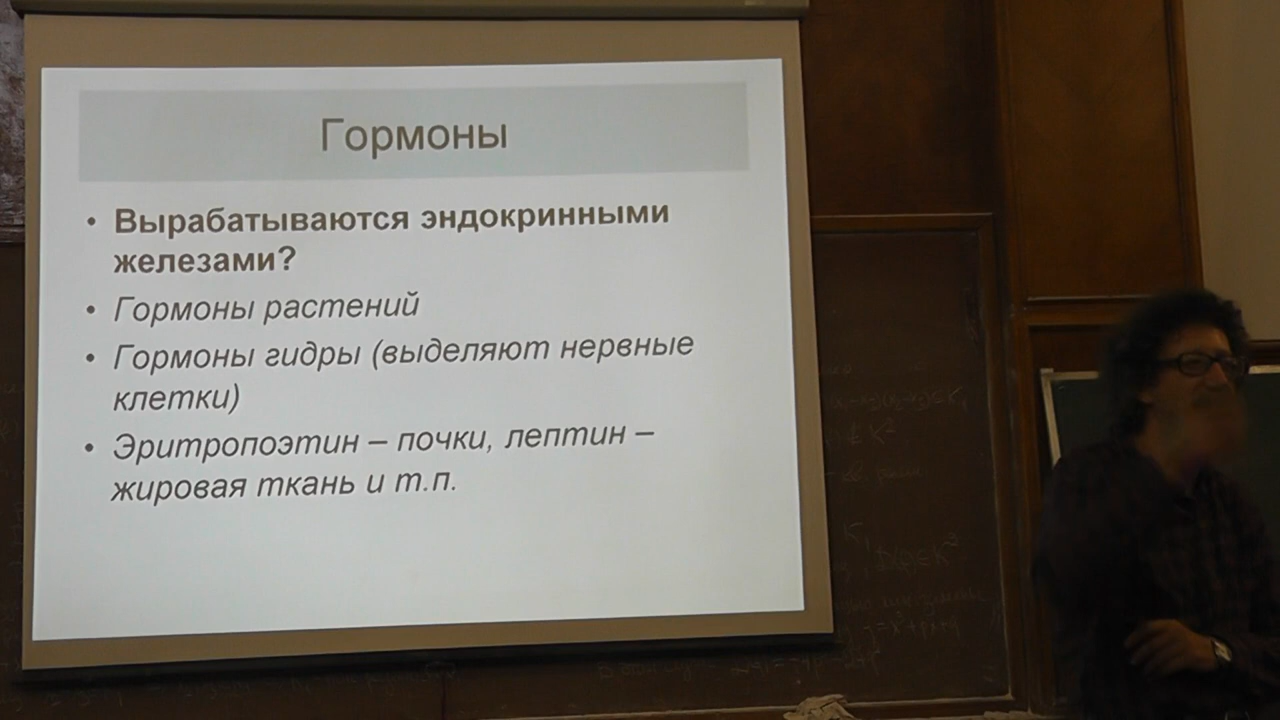 Гормоны
• Вырабатываются эндокринными
железами?
• Гормоны растений
• Гормоны гидры (выделяют нервные
клетки)
• Эритропоэтин – почки, лептин –
жировая ткань и т.п.